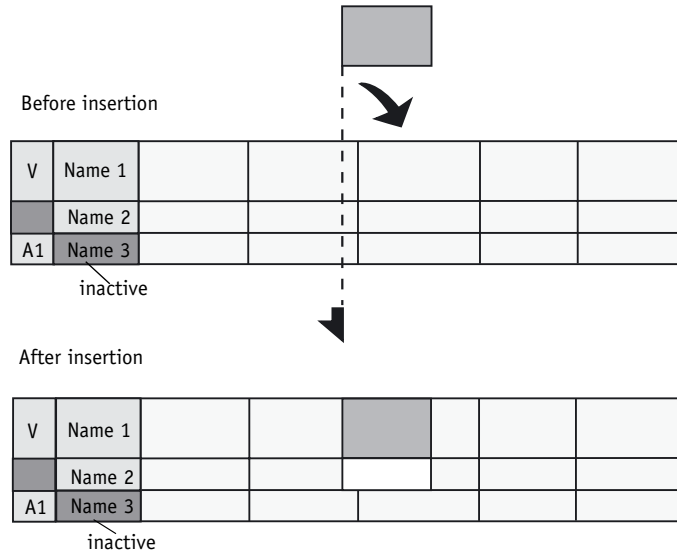 Before insertion
V Name 1
Name 2
A1 Name 3
inactive
After insertion
V Name 1
Name 2
A1 Name 3
inactive